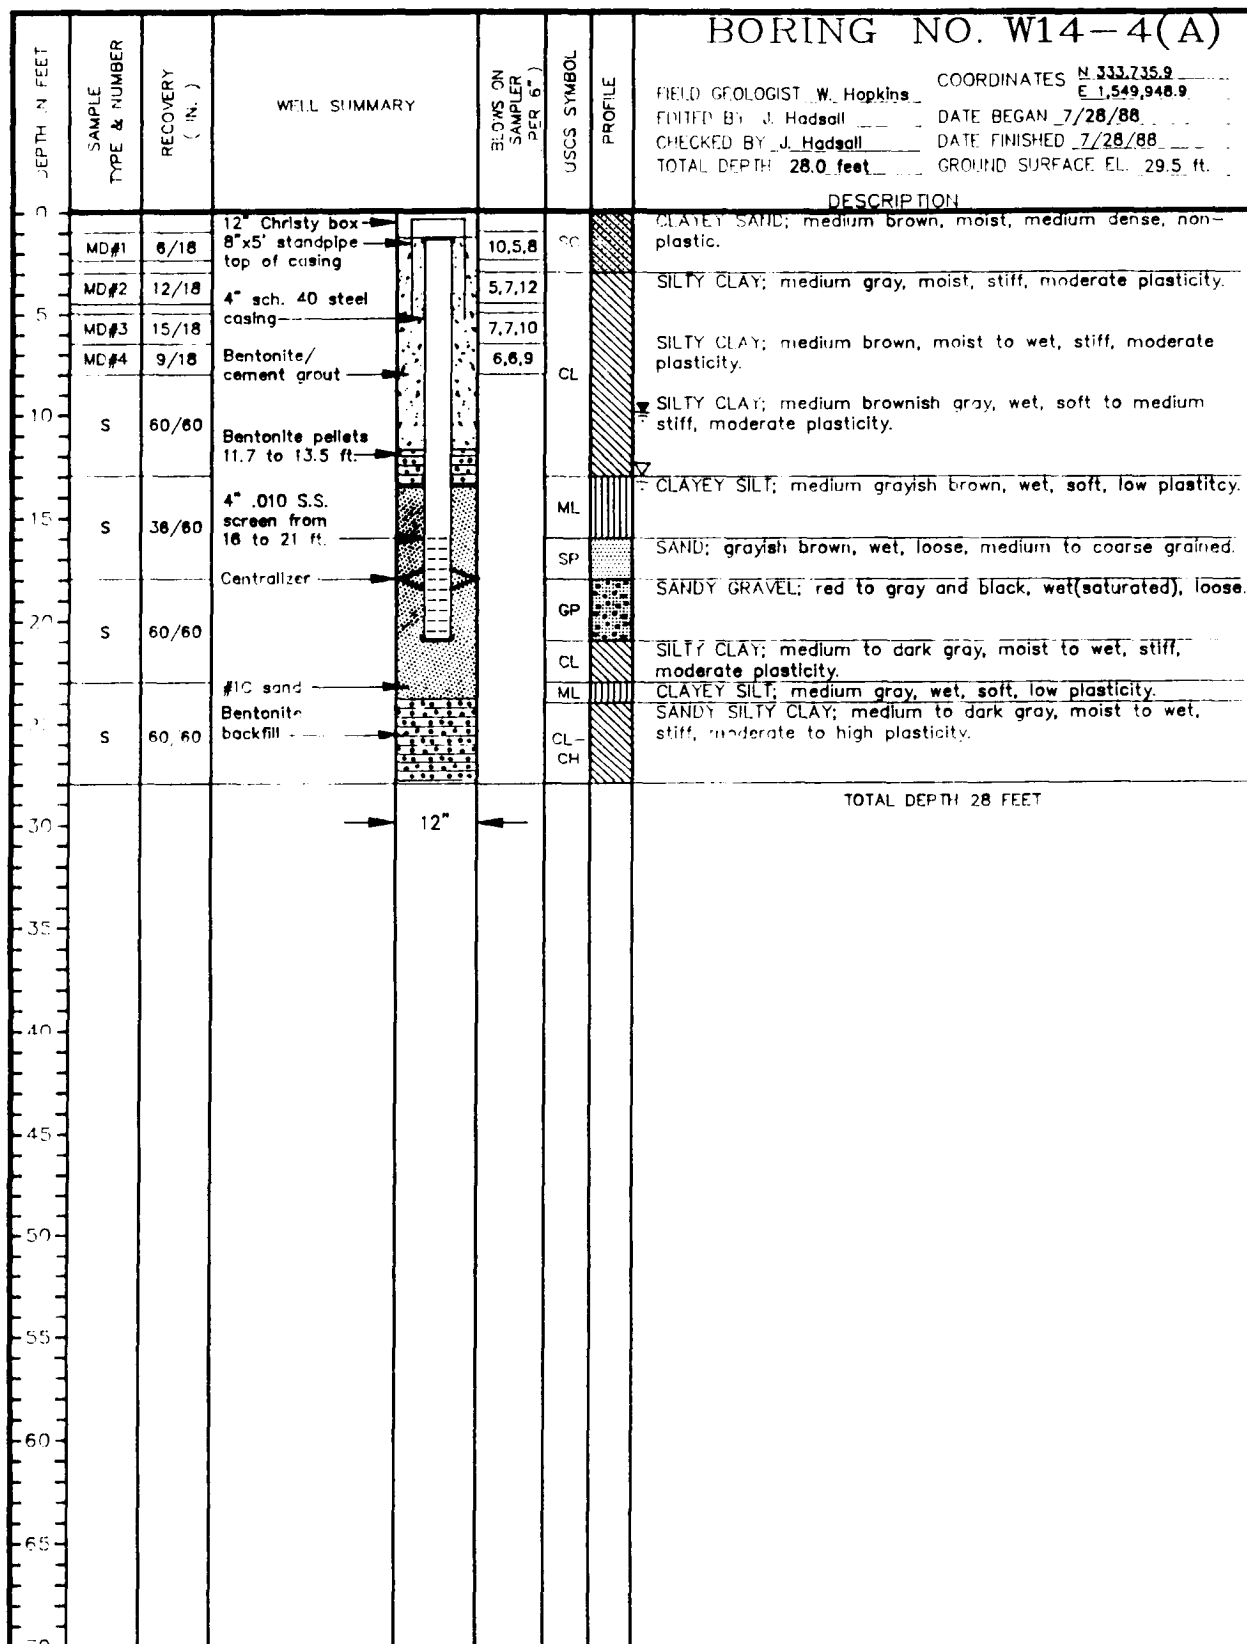 BORING NO. W14-4(A)
DEPTH IN FEET
SAMPLE
TYPE & NUMBER
RECOVERY
( IN. )
WELL SUMMARY
BLOWS ON
SAMPLER
PER 6" )
USCS SYMBOL
PROFILE
FIELD GEOLOGIST W. Hopkins
EDITED BY J. Hadsall
CHECKED BY J. Hadsall
TOTAL DEPTH 28.0 feet
COORDINATES N 333,735.9
E 1,549,948.9
DATE BEGAN 7/28/88
DATE FINISHED 7/28/88
GROUND SURFACE EL. 29.5 ft.
DESCRIPTION
0
5
10
15
20
30
35
40
45
50
55
60
65
MD#1 6/18
MD#2 12/18
MD#3 15/18
MD#4 9/18
S 60/60
S 36/60
S 60/60
S 60/60
12" Christy box
8"x5' standpipe
top of casing
4" sch. 40 steel
casing
Bentonite/
cement grout
Bentonite pellets
11.7 to 13.5 ft.
4" .010 S.S.
screen from
16 to 21 ft.
Centralizer
#1C sand
Bentonite
backfill
12"
10,5,8
5,7,12
7,7,10
6,6,9
SC
CL
ML
SP
GP
CL
ML
CL-
CH
CLAYEY SAND; medium brown, moist, medium dense, non-
plastic.
SILTY CLAY; medium gray, moist, stiff, moderate plasticity.
SILTY CLAY; medium brown, moist to wet, stiff, moderate
plasticity.
SILTY CLAY; medium brownish gray, wet, soft to medium
stiff, moderate plasticity.
CLAYEY SILT; medium grayish brown, wet, soft, low plastitcy.
SAND; grayish brown, wet, loose, medium to coarse grained.
SANDY GRAVEL; red to gray and black, wet(saturated), loose.
SILTY CLAY; medium to dark gray, moist to wet, stiff,
moderate plasticity.
CLAYEY SILT; medium gray, wet, soft, low plasticity.
SANDY SILTY CLAY; medium to dark gray, moist to wet,
stiff, moderate to high plasticity.
TOTAL DEPTH 28 FEET